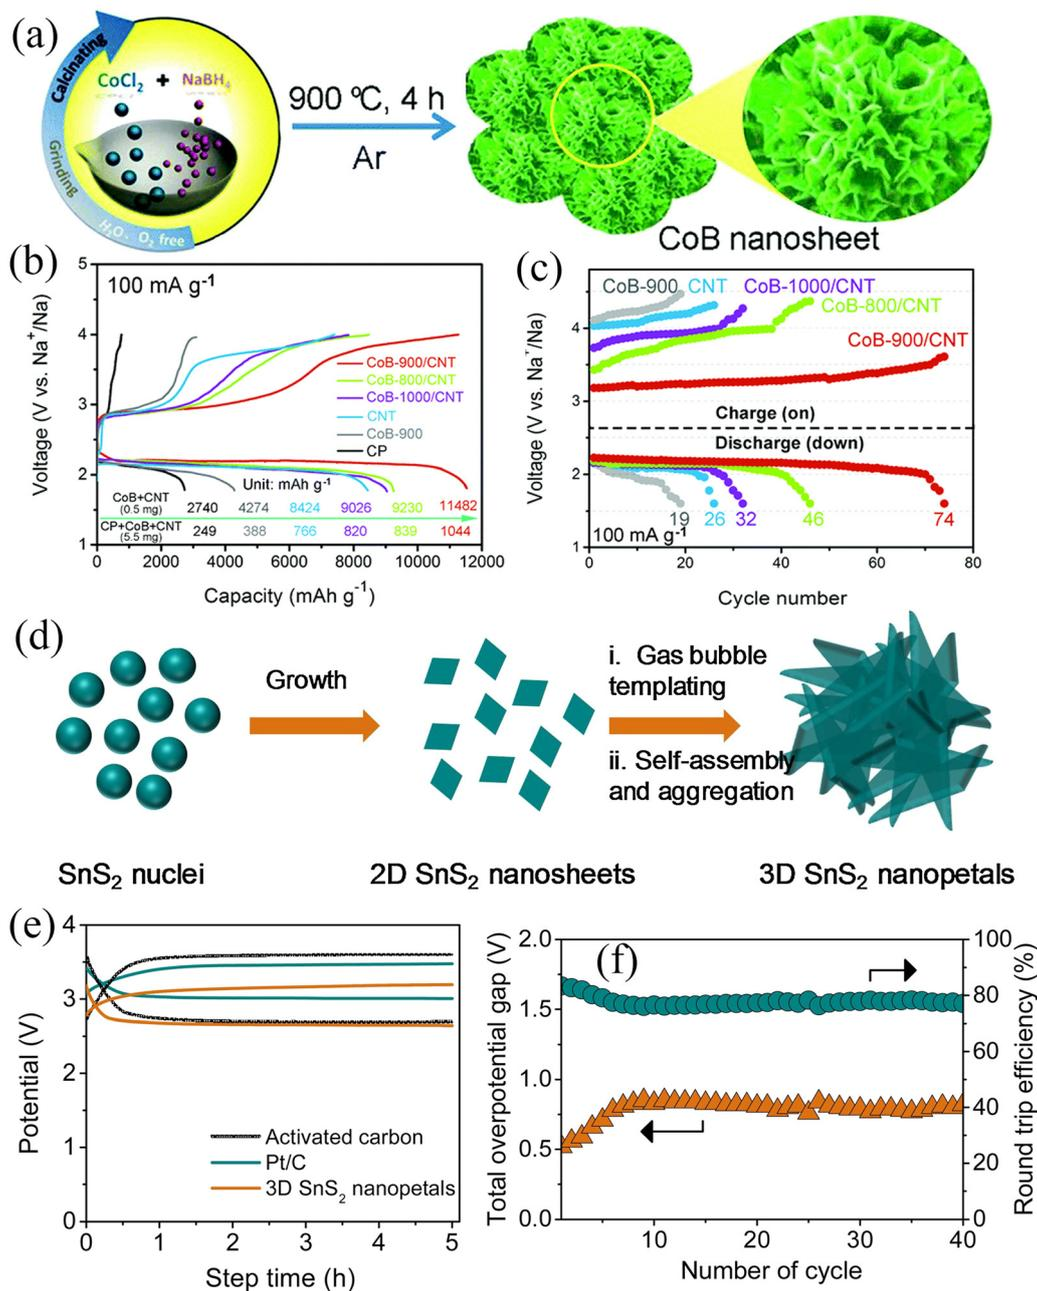 (a)
Calcinating
Grinding
H₂O、O₂ free
CoCl₂ + NaBH₄
900 ℃, 4 h
Ar
CoB nanosheet
(b)
100 mA g⁻¹
Voltage (V vs. Na⁺/Na)
5
4
3
2
1
CoB-900/CNT
CoB-800/CNT
CoB-1000/CNT
CNT
CoB-900
CP
Unit: mAh g⁻¹
CoB+CNT
(0.5 mg)
2740 4274 8424 9026 9230 11482
CP+CoB+CNT
(5.5 mg)
249 388 766 820 839 1044
0 2000 4000 6000 8000 10000 12000
Capacity (mAh g⁻¹)
(c)
Voltage (V vs. Na⁺/Na)
4
3
2
1
CoB-900 CNT CoB-1000/CNT
CoB-800/CNT
CoB-900/CNT
Charge (on)
Discharge (down)
19 26 32 46 74
100 mA g⁻¹
0 20 40 60 80
Cycle number
(d)
Growth
i. Gas bubble
templating
ii. Self-assembly
and aggregation
SnS₂ nuclei
2D SnS₂ nanosheets
3D SnS₂ nanopetals
(e)
Potential (V)
4
3
2
1
0
Activated carbon
Pt/C
3D SnS₂ nanopetals
0 1 2 3 4 5
Step time (h)
(f)
Total overpotential gap (V)
2.0
1.5
1.0
0.5
0.0
100
80
60
40
20
0
Round trip efficiency (%)
10 20 30 40
Number of cycle